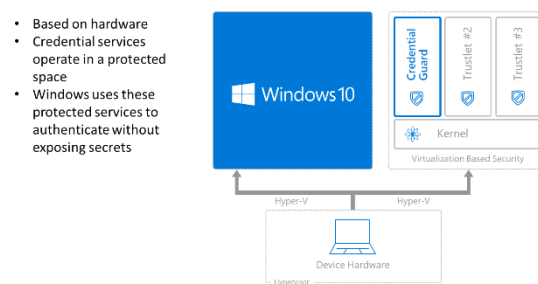 • Based on hardware
• Credential services
operate in a protected
space
• Windows uses these
protected services to
authenticate without
exposing secrets
Windows 10
Credential
Guard
Trustlet #2
Trustlet #3
Kernel
Virtualization Based Security
Hyper-V
Hyper-V
Device Hardware
Hypervisor